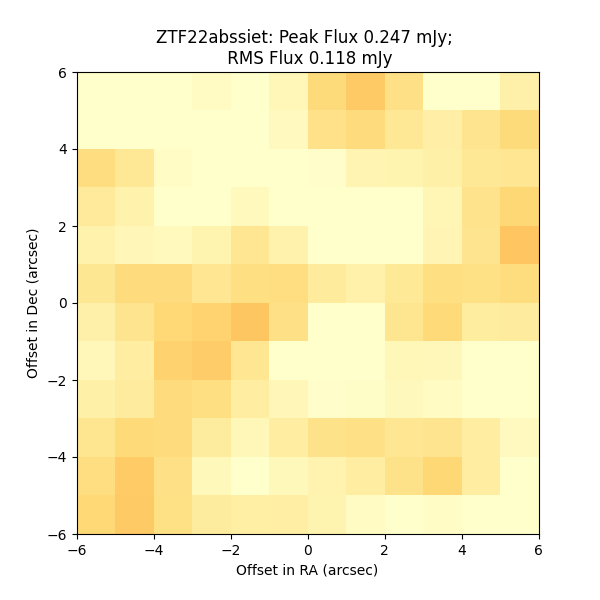 ZTF22abssiet: Peak Flux 0.247 mJy;
RMS Flux 0.118 mJy
6
4
2
0
−2
−4
−6
Offset in Dec (arcsec)
−6 −4 −2 0 2 4 6
Offset in RA (arcsec)